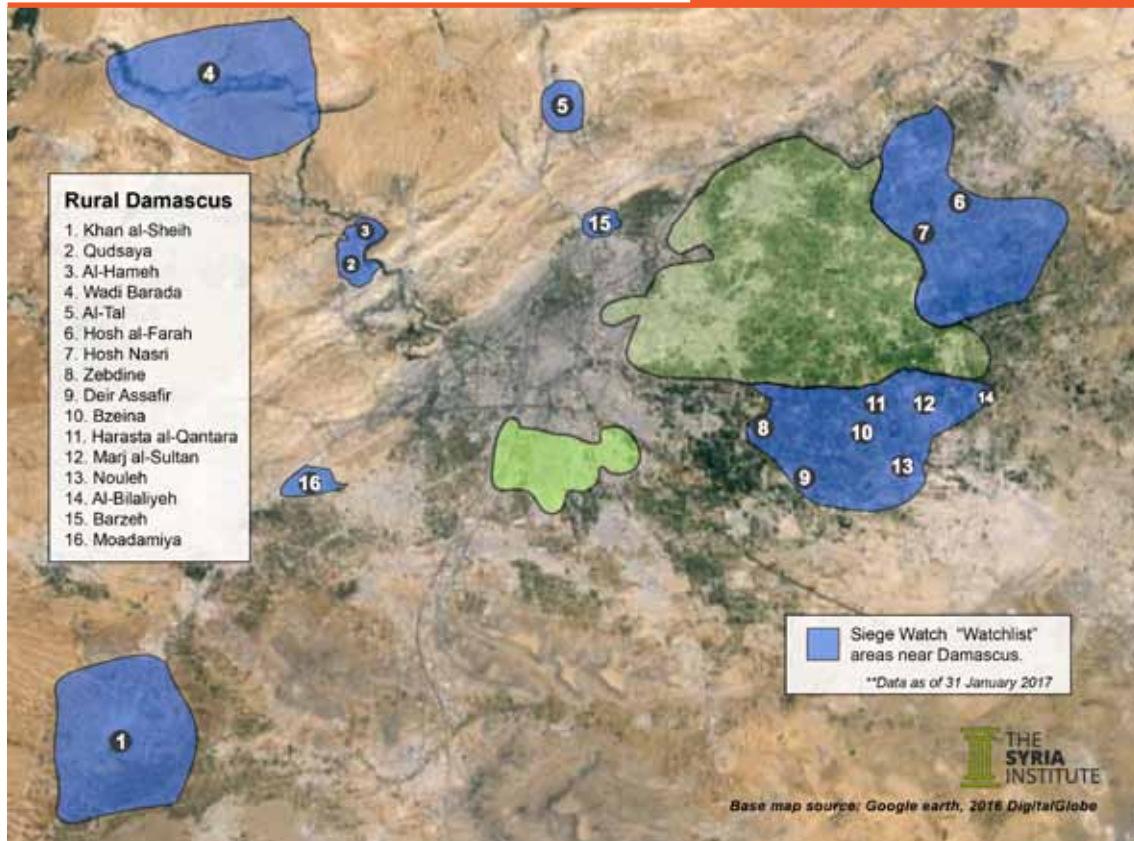 4
5
6
7
15
3
2
Rural Damascus
1. Khan al-Sheih
2. Qudsaya
3. Al-Hameh
4. Wadi Barada
5. Al-Tal
6. Hosh al-Farah
7. Hosh Nasri
8. Zebdine
9. Deir Assafir
10. Bzeina
11. Harasta al-Qantara
12. Marj al-Sultan
13. Nouleh
14. Al-Bilaliyeh
15. Barzeh
16. Moadamiya
11
12
14
8
10
13
9
16
1
Siege Watch "Watchlist"
areas near Damascus.
**Data as of 31 January 2017
THE
SYRIA
INSTITUTE
Base map source: Google earth, 2016 DigitalGlobe